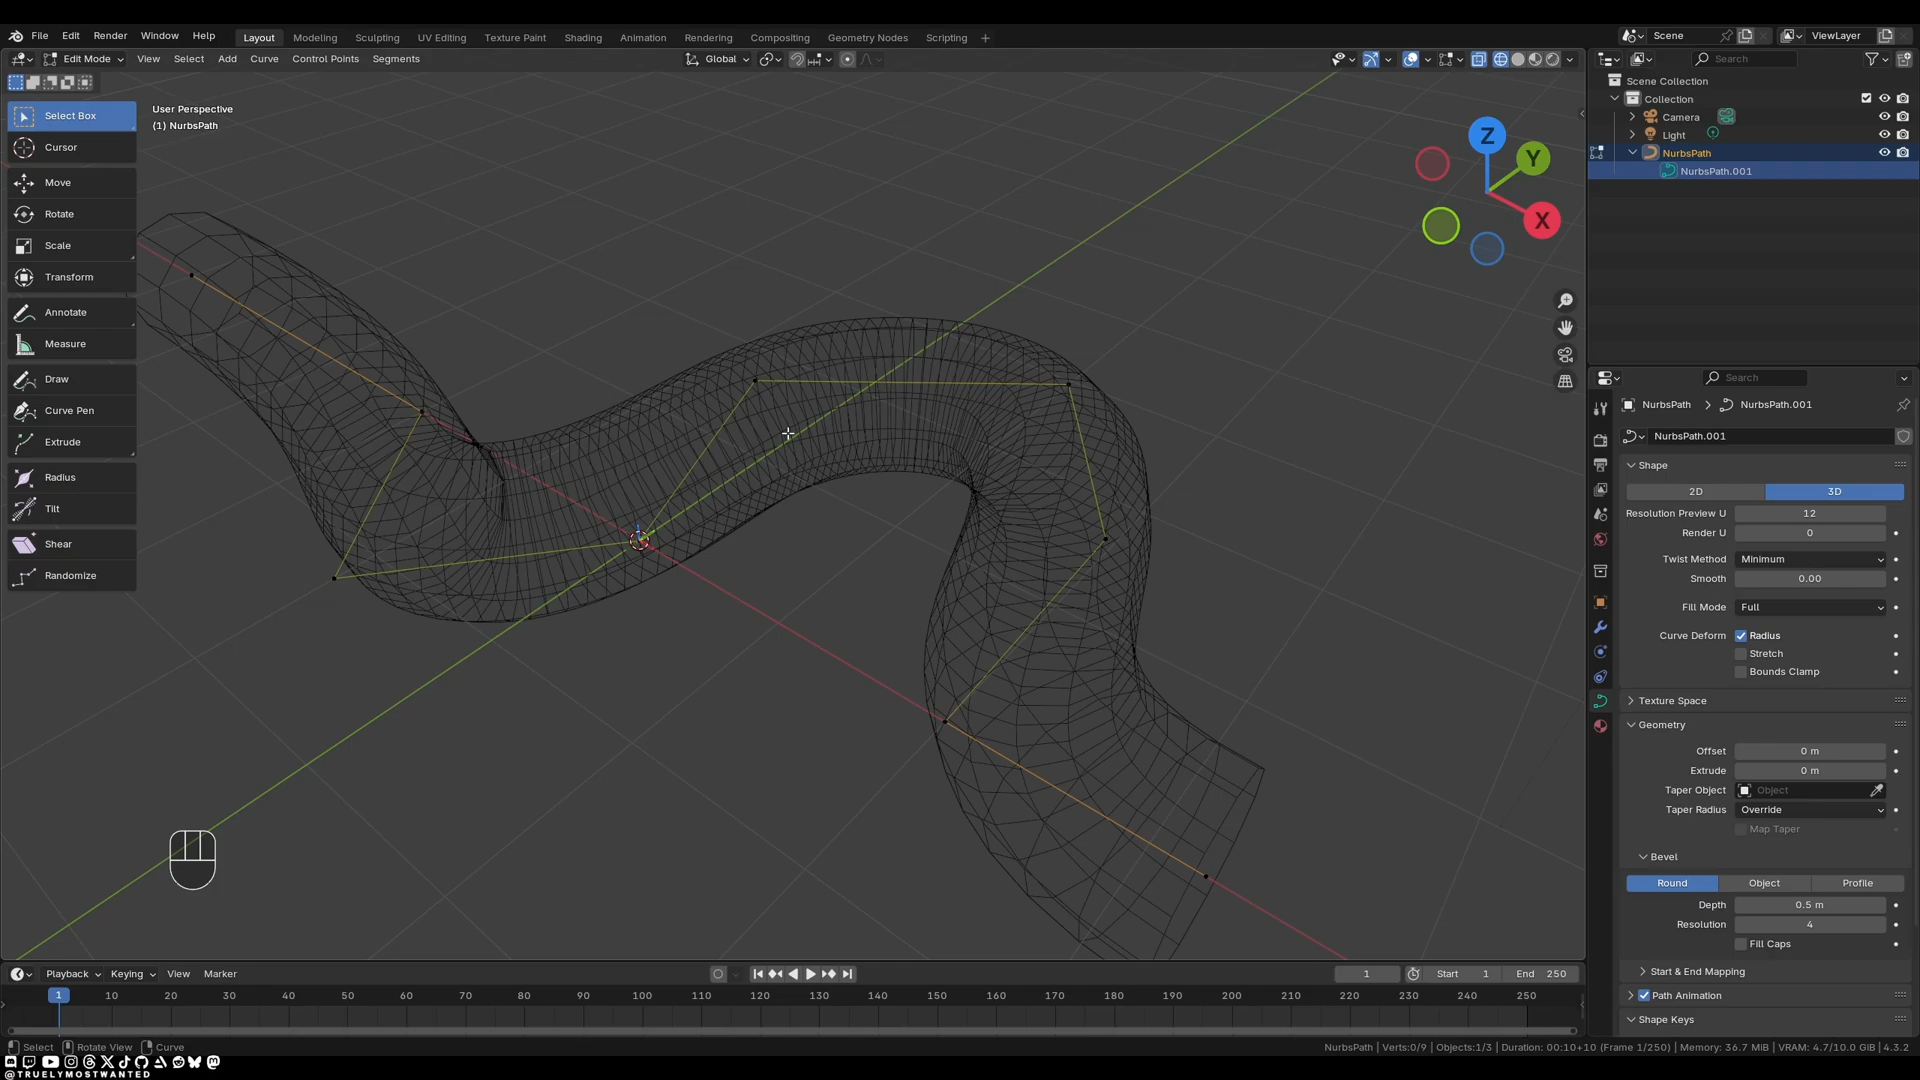 File Edit Render Window Help Layout Modeling Sculpting UV Editing Texture Paint Shading Animation Rendering Compositing Geometry Nodes Scripting + Scene ViewLayer
Edit Mode View Select Add Curve Control Points Segments Global Search
Select Box
Cursor
Move
Rotate
Scale
Transform
Annotate
Measure
Draw
Curve Pen
Extrude
Radius
Tilt
Shear
Randomize
User Perspective
(1) NurbsPath
Z
Y
X
Scene Collection
Collection
Camera
Light
NurbsPath
NurbsPath.001
Search
NurbsPath > NurbsPath.001
NurbsPath.001
Shape
2D 3D
Resolution Preview U 12
Render U 0
Twist Method Minimum
Smooth 0.00
Fill Mode Full
Curve Deform Radius
Stretch
Bounds Clamp
Texture Space
Geometry
Offset 0 m
Extrude 0 m
Taper Object Object
Taper Radius Override
Map Taper
Bevel
Round Object Profile
Depth 0.5 m
Resolution 4
Fill Caps
Start & End Mapping
Path Animation
Shape Keys
Playback Keying View Marker 1 Start 1 End 250
1 10 20 30 40 50 60 70 80 90 100 110 120 130 140 150 160 170 180 190 200 210 220 230 240 250
Select Rotate View Curve NurbsPath | Verts:0/9 | Objects:1/3 | Duration: 00:10+10 (Frame 1/250) | Memory: 36.7 MiB | VRAM: 4.7/10.0 GiB | 4.3.2
@TRUELYMOSTWANTED